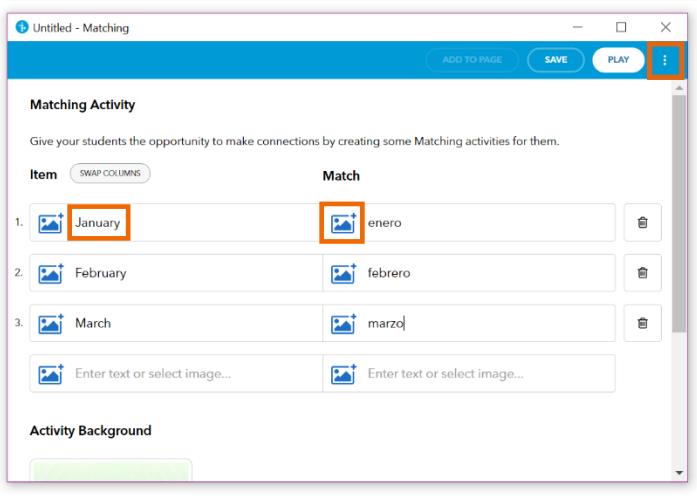 Untitled - Matching
ADD TO PAGE SAVE PLAY
Matching Activity
Give your students the opportunity to make connections by creating some Matching activities for them.
Item SWAP COLUMNS Match
1. January enero
2. February febrero
3. March marzo
Enter text or select image... Enter text or select image...
Activity Background